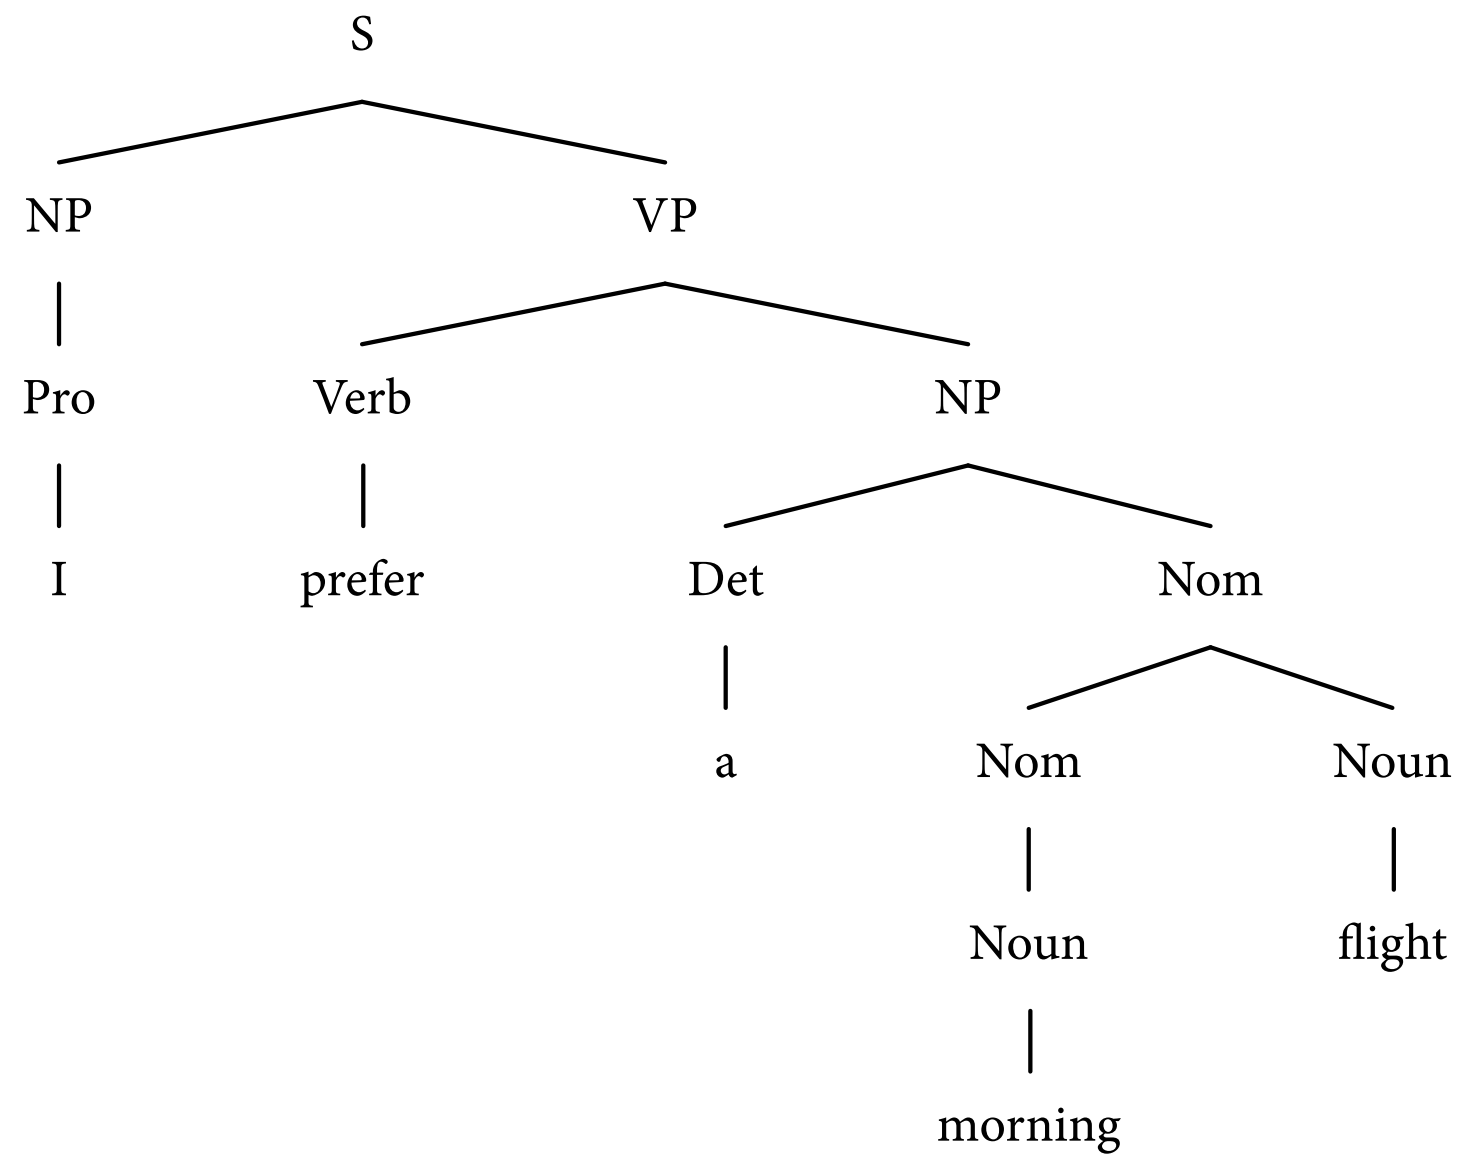 S
NP VP
Pro Verb NP
I prefer Det Nom
a Nom Noun
Noun flight
morning